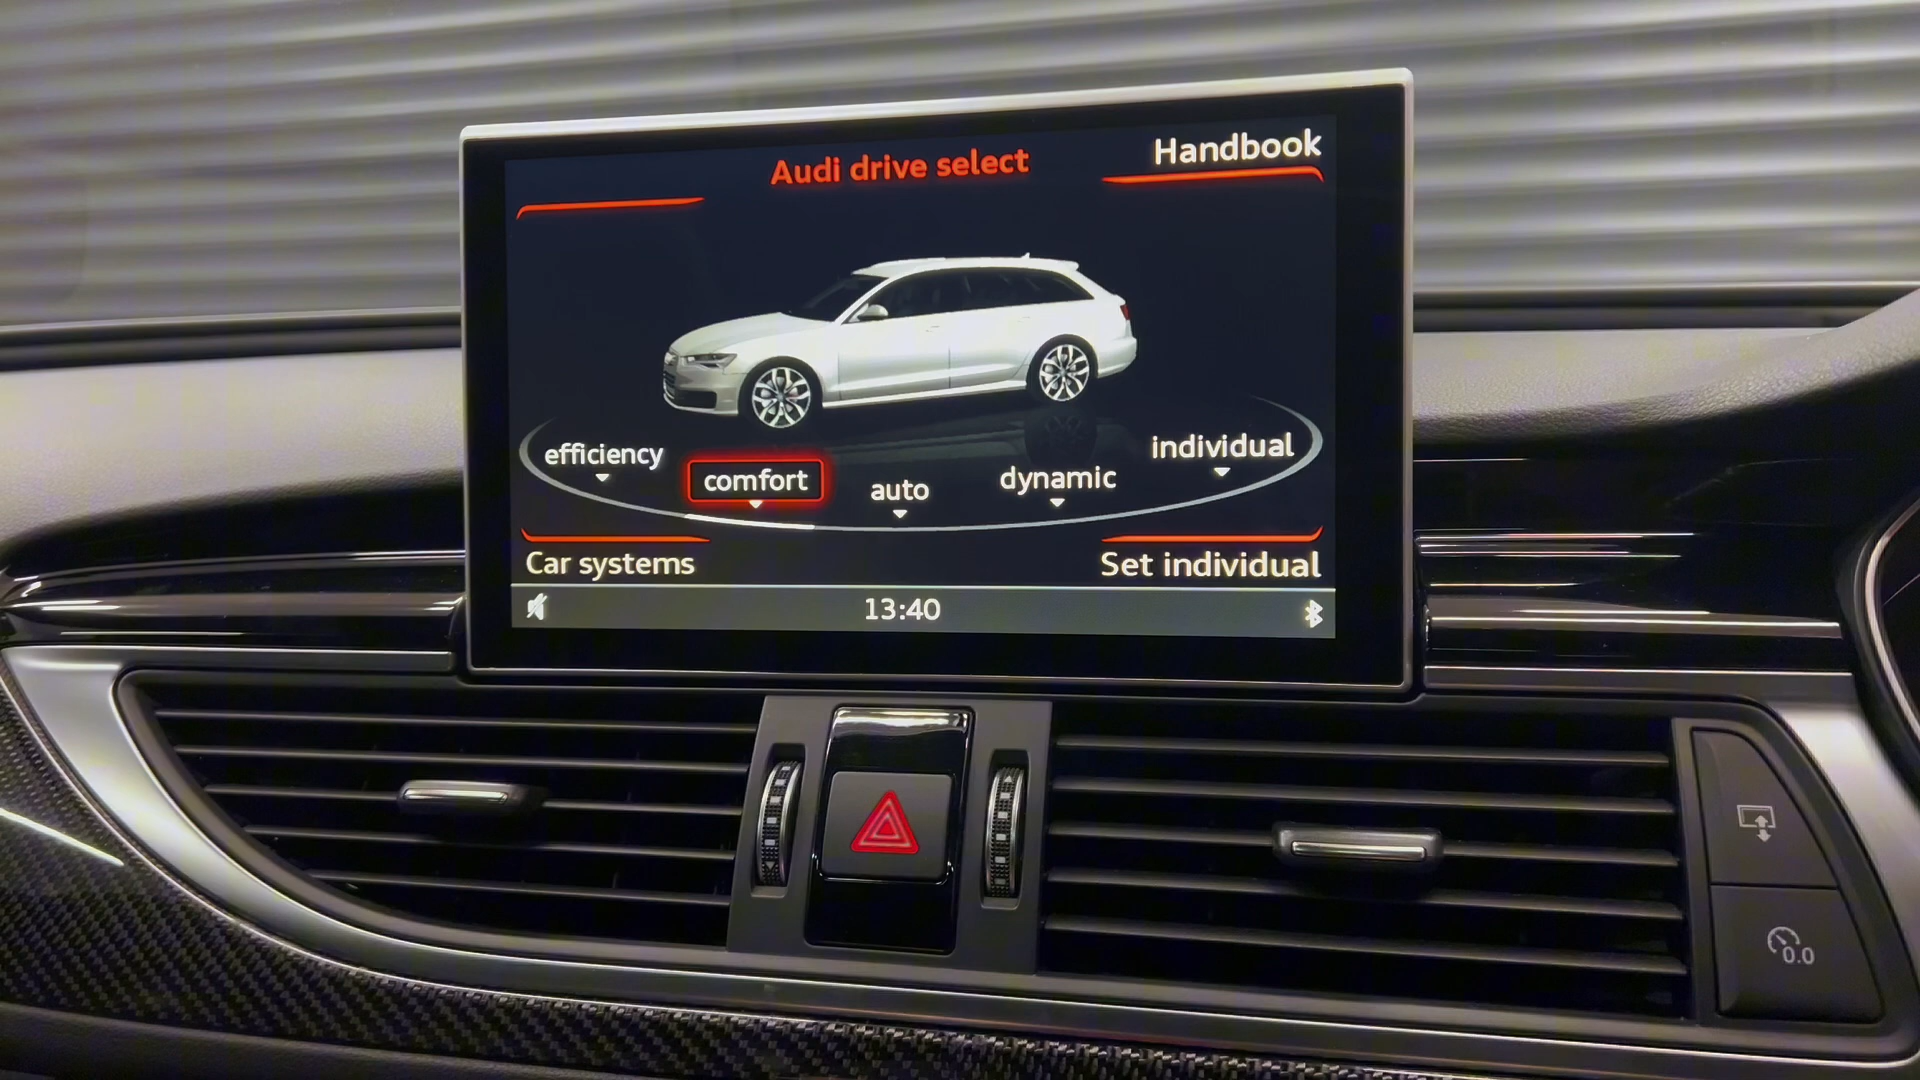 Audi drive select
Handbook
efficiency
comfort
auto
dynamic
individual
Car systems
Set individual
13:40
0.0